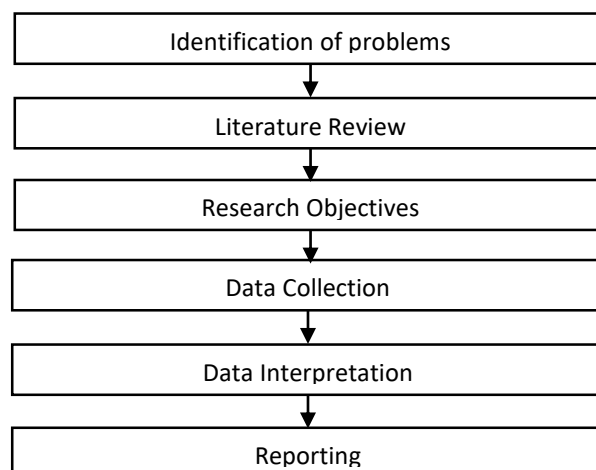 Identification of problems
Literature Review
Research Objectives
Data Collection
Data Interpretation
Reporting